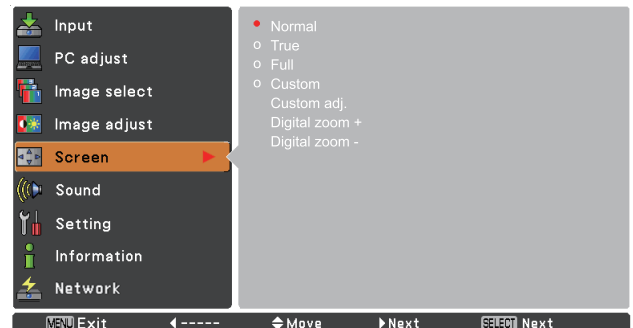 Input
PC adjust
Image select
Image adjust
Screen
Sound
Setting
Information
Network
Normal
True
Full
Custom
Custom adj.
Digital zoom +
Digital zoom -
MENU Exit ----- Move Next SELECT Next